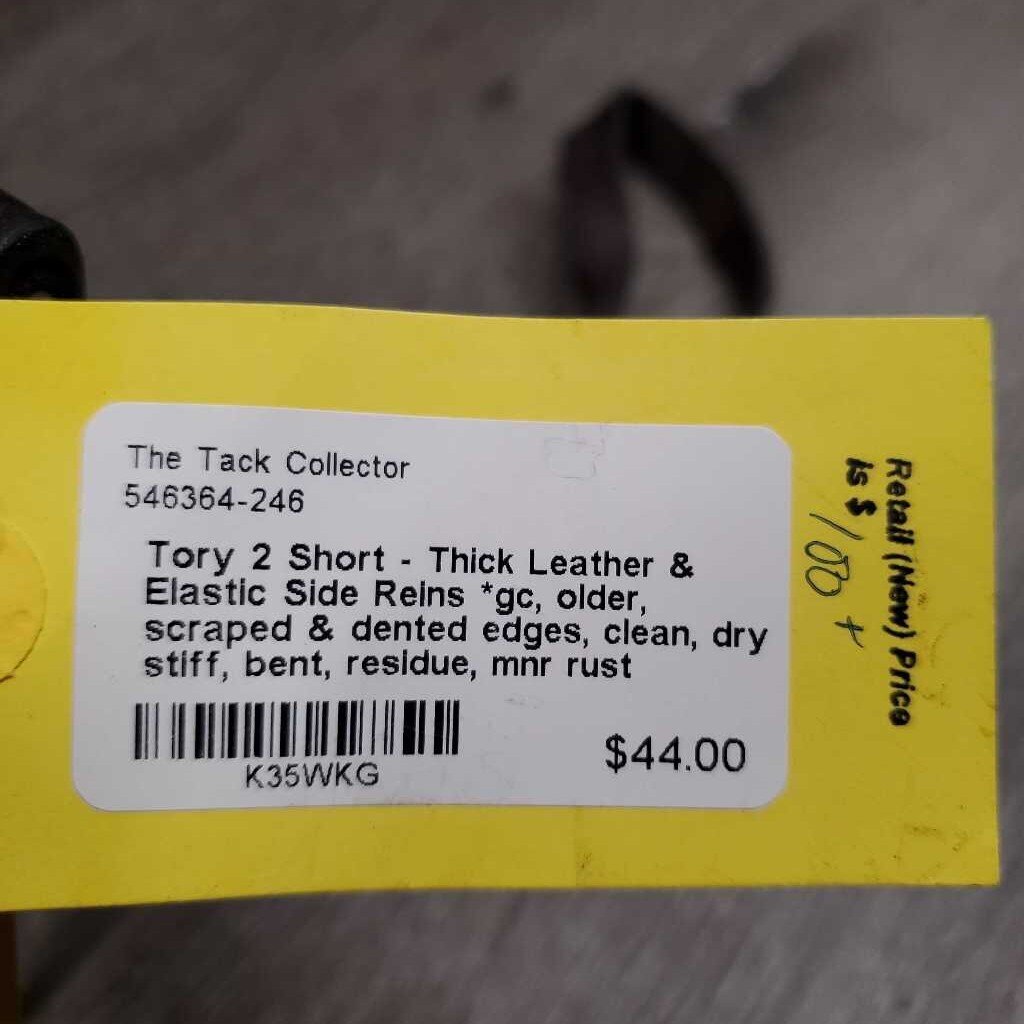 The Tack Collector
546364-246
Tory 2 Short - Thick Leather &
Elastic Side Reins *gc, older,
scraped & dented edges, clean, dry
stiff, bent, residue, mnr rust
K35WKG
$44.00
Retail (New) Price
is $
100 +